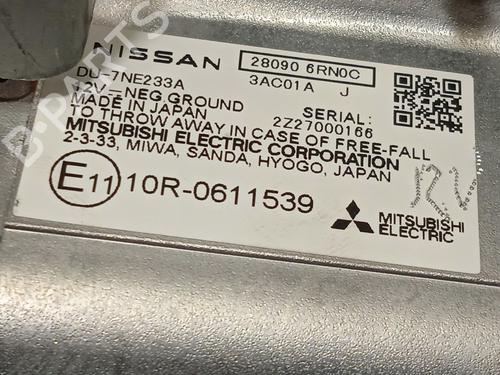 NISSAN
28090 6RN0C
DU-7NE233A
3AC01A J
12V—NEG GROUND
MADE IN JAPAN
SERIAL:
2Z27000166
TO THROW AWAY IN CASE OF FREE-FALL
MITSUBISHI ELECTRIC CORPORATION
2-3-33, MIWA, SANDA, HYOGO, JAPAN
E11 10R-0611539
MITSUBISHI
ELECTRIC
B-PARTS